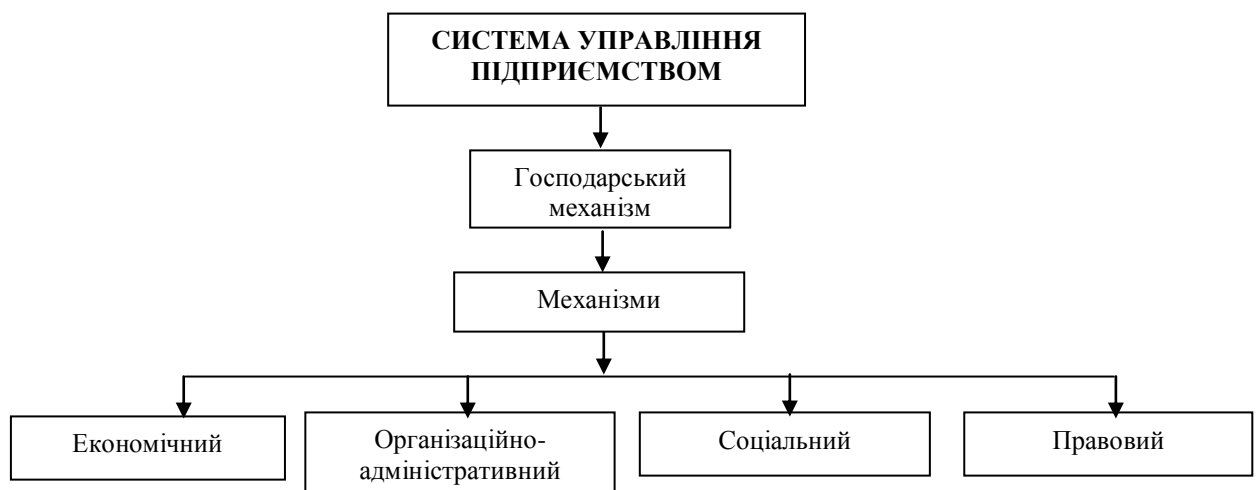 СИСТЕМА УПРАВЛІННЯ
ПІДПРИЄМСТВОМ
Господарський
механізм
Механізми
Економічний
Організаційно-
адміністративний
Соціальний
Правовий